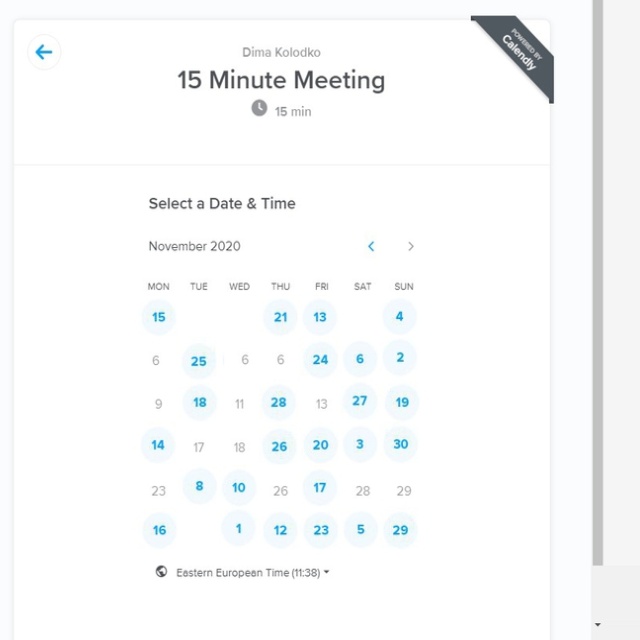 POWERED BY
Calendly
Dima Kolodko
15 Minute Meeting
15 min
Select a Date & Time
November 2020
MON TUE WED THU FRI SAT SUN
15 21 13 4
6 25 6 6 24 6 2
9 18 11 28 13 27 19
14 17 18 26 20 3 30
23 8 10 26 17 28 29
16 1 12 23 5 29
Eastern European Time (11:38)